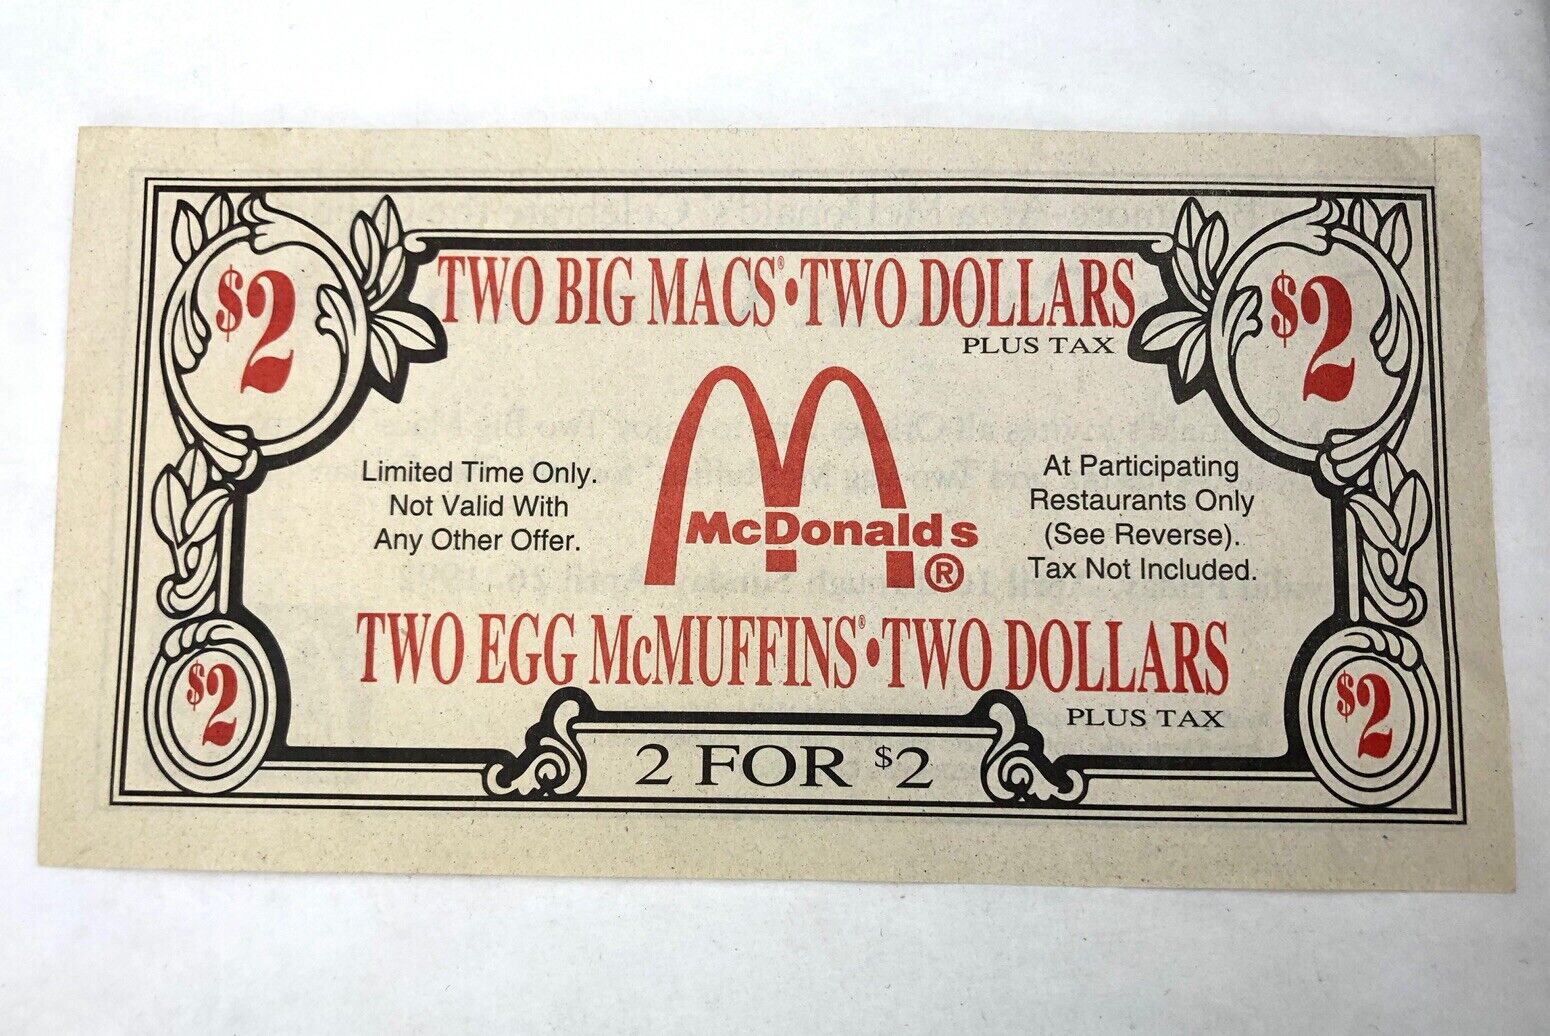 $2
TWO BIG MACS®•TWO DOLLARS
$2
PLUS TAX
Limited Time Only.
Not Valid With
Any Other Offer.
McDonald's
®
At Participating
Restaurants Only
(See Reverse).
Tax Not Included.
TWO EGG McMUFFINS®•TWO DOLLARS
PLUS TAX
$2
2 FOR $2
$2